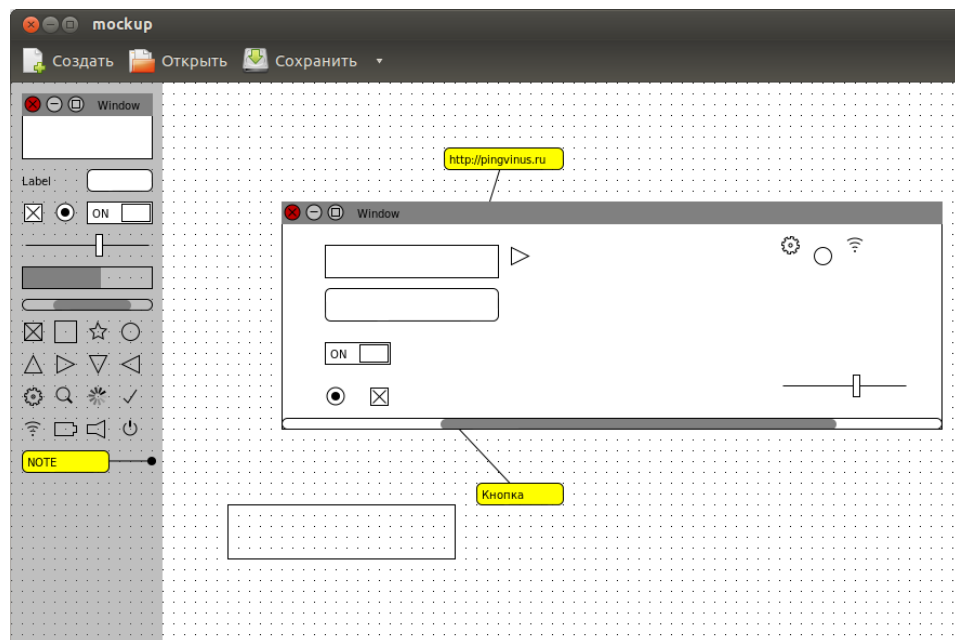 mockup
Создать Открыть Сохранить
Window
Label
ON
NOTE
http://pingvinus.ru
Window
ON
Кнопка